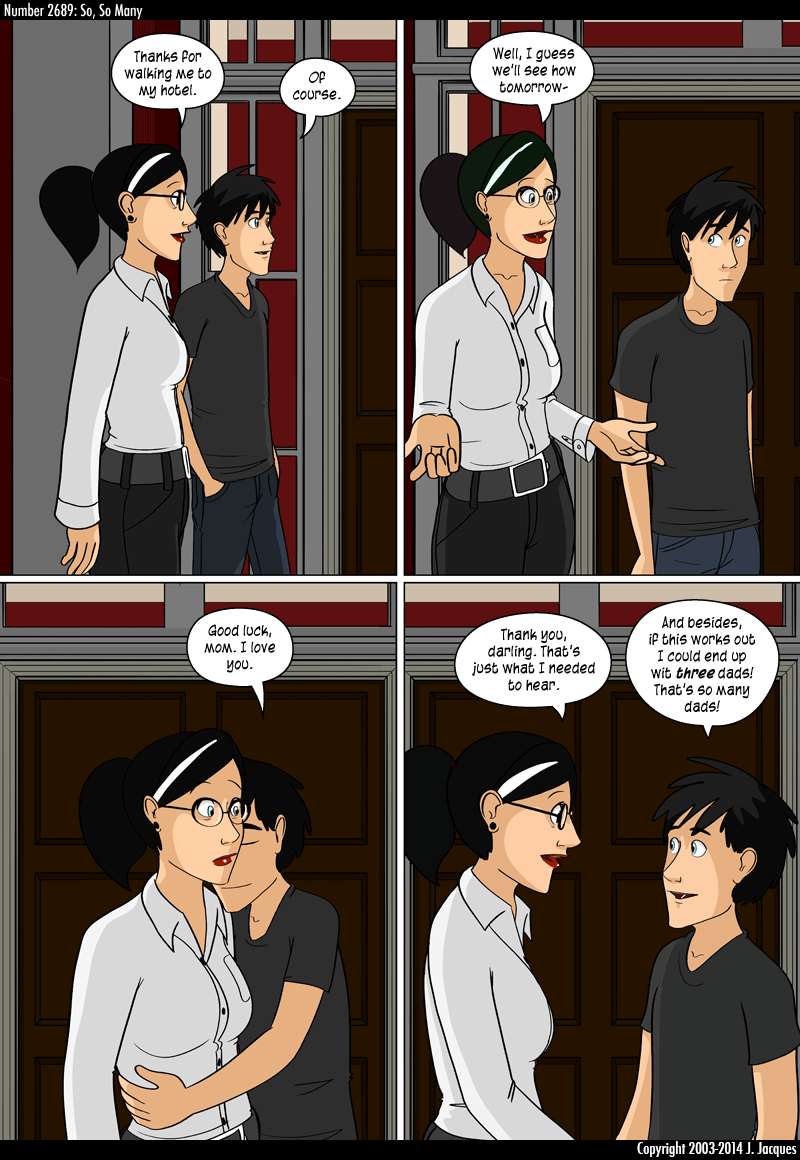 Number 2689: So, So Many
Thanks for
walking me to
my hotel.
Of
course.
Well, I guess
we'll see how
tomorrow-
Good luck,
mom. I love
you.
Thank you,
darling. That's
just what I needed
to hear.
And besides,
if this works out
I could end up
wit three dads!
That's so many
dads!
Copyright 2003-2014 J. Jacques